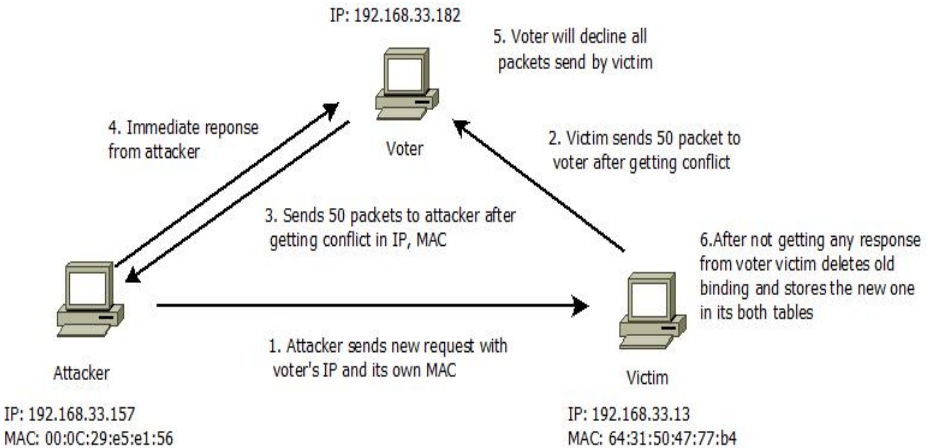 IP: 192.168.33.182
5. Voter will decline all
packets send by victim
4. Immediate reponse
from attacker
Voter
2. Victim sends 50 packet to
voter after getting conflict
3. Sends 50 packets to attacker after
getting conflict in IP, MAC
6.After not getting any response
from voter victim deletes old
binding and stores the new one
in its both tables
1. Attacker sends new request with
voter's IP and its own MAC
Attacker
Victim
IP: 192.168.33.157
MAC: 00:0C:29:e5:e1:56
IP: 192.168.33.13
MAC: 64:31:50:47:77:b4